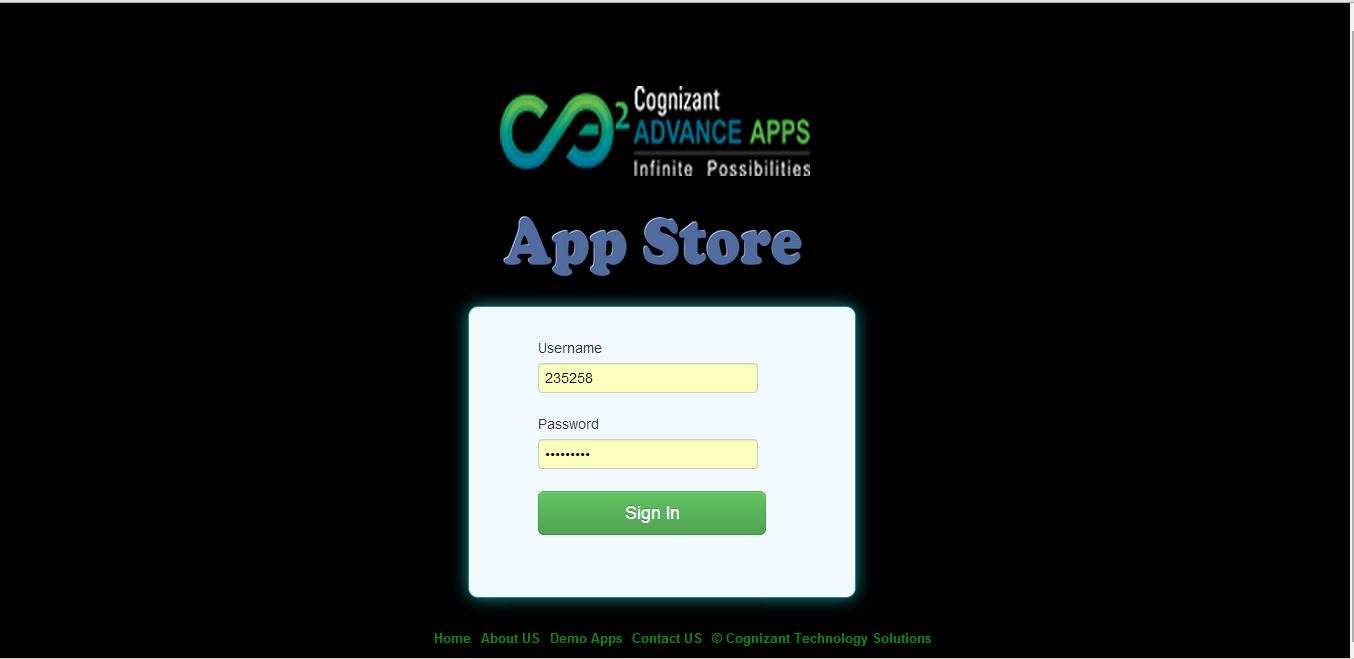 Cognizant
2 ADVANCE APPS
Infinite Possibilities
App Store
Username
235258
Password
•••••••••
Sign In
Home About US Demo Apps Contact US © Cognizant Technology Solutions